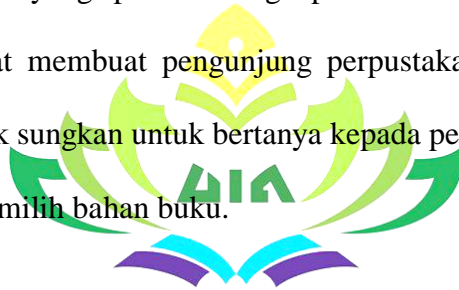 at membuat pengunjung perpustaka
k sungkan untuk bertanya kepada pe
milih bahan buku.
UIN